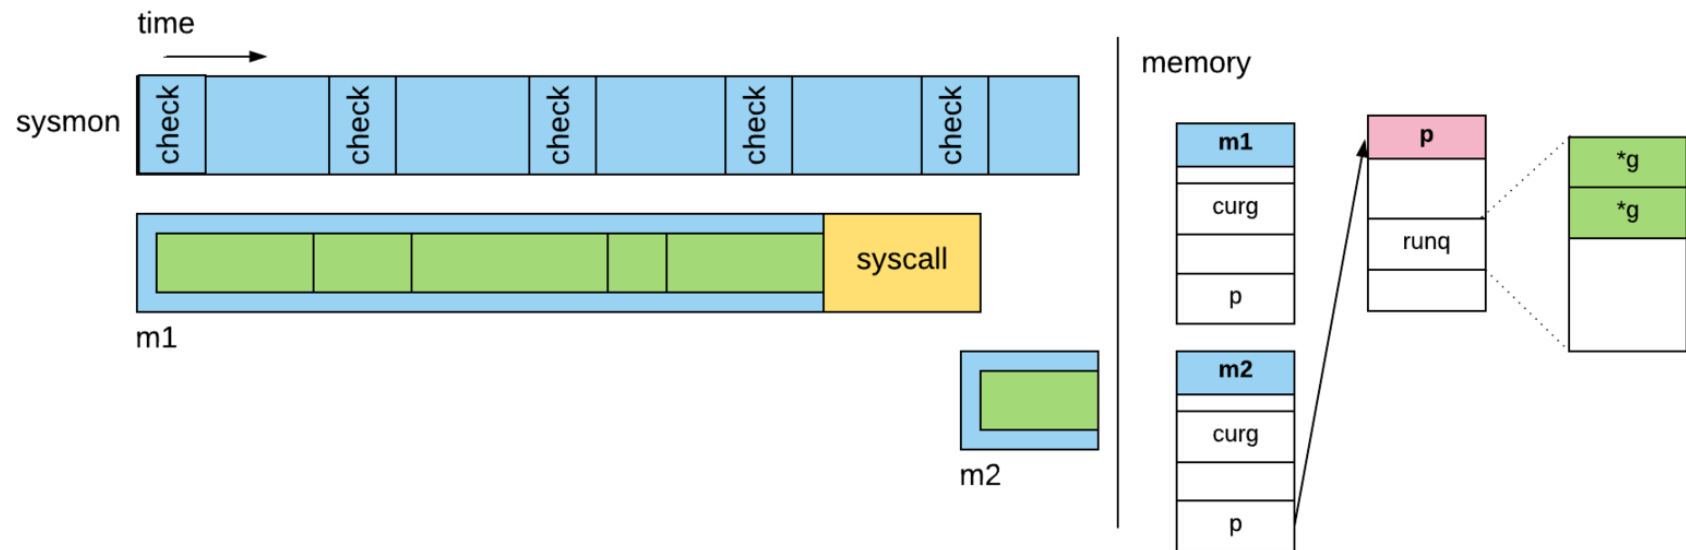 time
sysmon
check
check
check
check
check
syscall
m1
m2
memory
m1
curg
p
m2
curg
p
p
runq
*g
*g